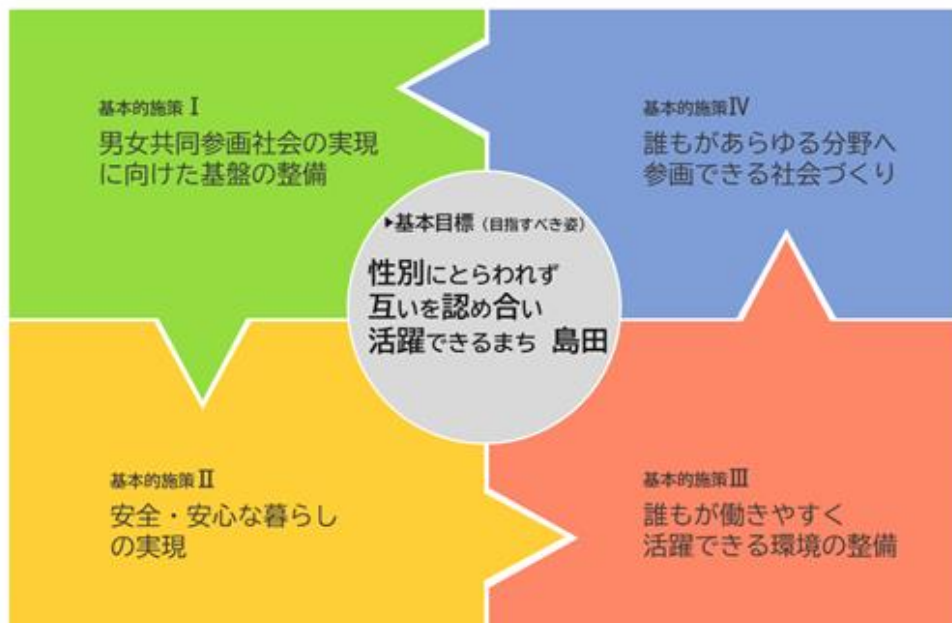 基本的施策Ⅰ
男女共同参画社会の実現
に向けた基盤の整備
基本的施策Ⅳ
誰もがあらゆる分野へ
参画できる社会づくり
▶基本目標（目指すべき姿）
性別にとらわれず
互いを認め合い
活躍できるまち 島田
基本的施策Ⅱ
安全・安心な暮らし
の実現
基本的施策Ⅲ
誰もが働きやすく
活躍できる環境の整備